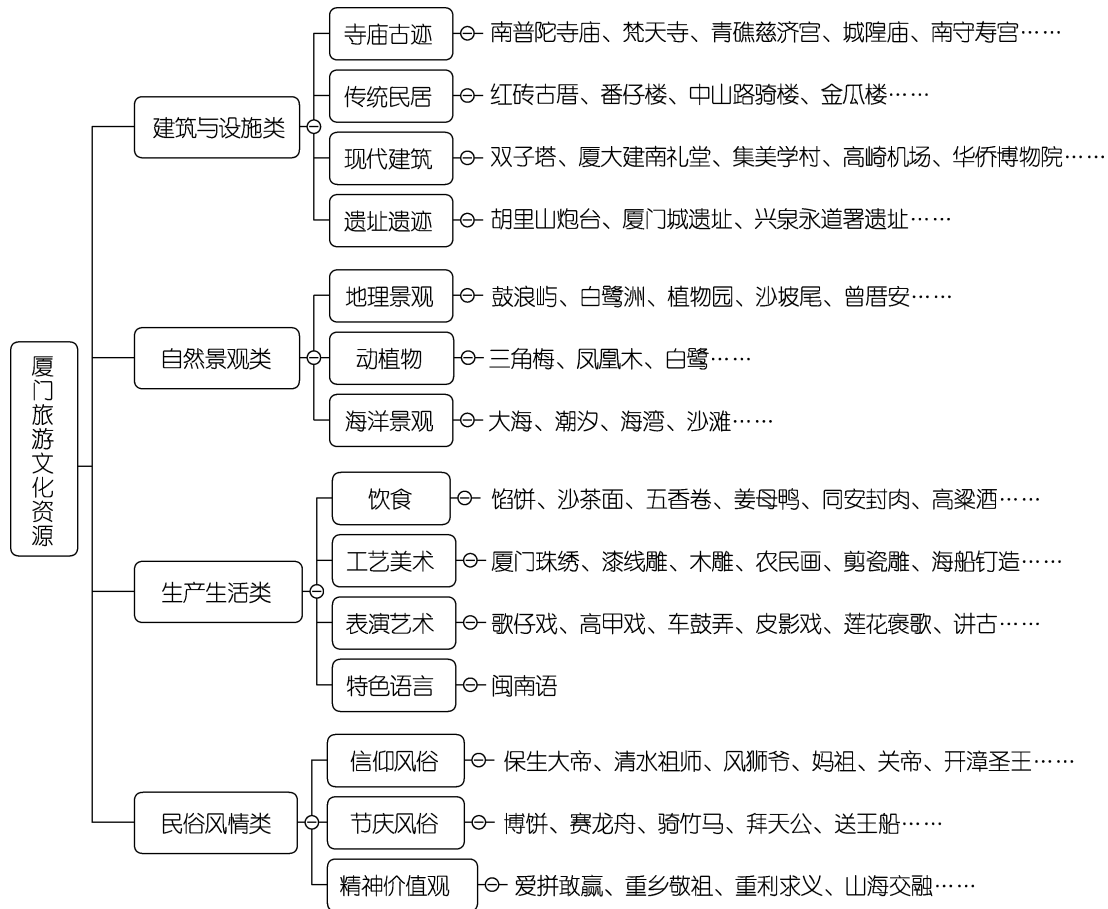 厦门旅游文化资源
建筑与设施类
寺庙古迹
南普陀寺庙、梵天寺、青礁慈济宫、城隍庙、南守寿宫……
传统民居
红砖古厝、番仔楼、中山路骑楼、金瓜楼……
现代建筑
双子塔、厦大建南礼堂、集美学村、高崎机场、华侨博物院……
遗址遗迹
胡里山炮台、厦门城遗址、兴泉永道署遗址……
自然景观类
地理景观
鼓浪屿、白鹭洲、植物园、沙坡尾、曾厝安……
动植物
三角梅、凤凰木、白鹭……
海洋景观
大海、潮汐、海湾、沙滩……
生产生活类
饮食
馅饼、沙茶面、五香卷、姜母鸭、同安封肉、高粱酒……
工艺美术
厦门珠绣、漆线雕、木雕、农民画、剪瓷雕、海船钉造……
表演艺术
歌仔戏、高甲戏、车鼓弄、皮影戏、莲花褒歌、讲古……
特色语言
闽南语
民俗风情类
信仰风俗
保生大帝、清水祖师、风狮爷、妈祖、关帝、开漳圣王……
节庆风俗
博饼、赛龙舟、骑竹马、拜天公、送王船……
精神价值观
爱拼敢赢、重乡敬祖、重利求义、山海交融……